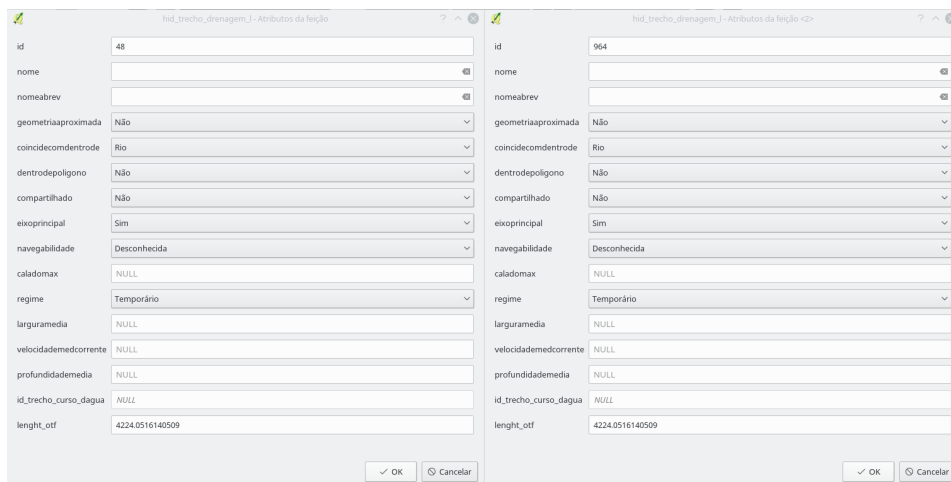 hid_trecho_drenagem_l - Atributos da feição
id 48
nome
nomeabrev
geometriaaproximada Não
coincidecomdentrode Rio
dentrodepoligono Não
compartilhado Não
eixoprincipal Sim
navegabilidade Desconhecida
caladomax NULL
regime Temporário
larguramedia NULL
velocidademedcorrente NULL
profundidademedia NULL
id_trecho_curso_dagua NULL
lenght_otf 4224.0516140509
OK Cancelar
hid_trecho_drenagem_l - Atributos da feição <2>
id 964
nome
nomeabrev
geometriaaproximada Não
coincidecomdentrode Rio
dentrodepoligono Não
compartilhado Não
eixoprincipal Sim
navegabilidade Desconhecida
caladomax NULL
regime Temporário
larguramedia NULL
velocidademedcorrente NULL
profundidademedia NULL
id_trecho_curso_dagua NULL
lenght_otf 4224.0516140509
OK Cancelar